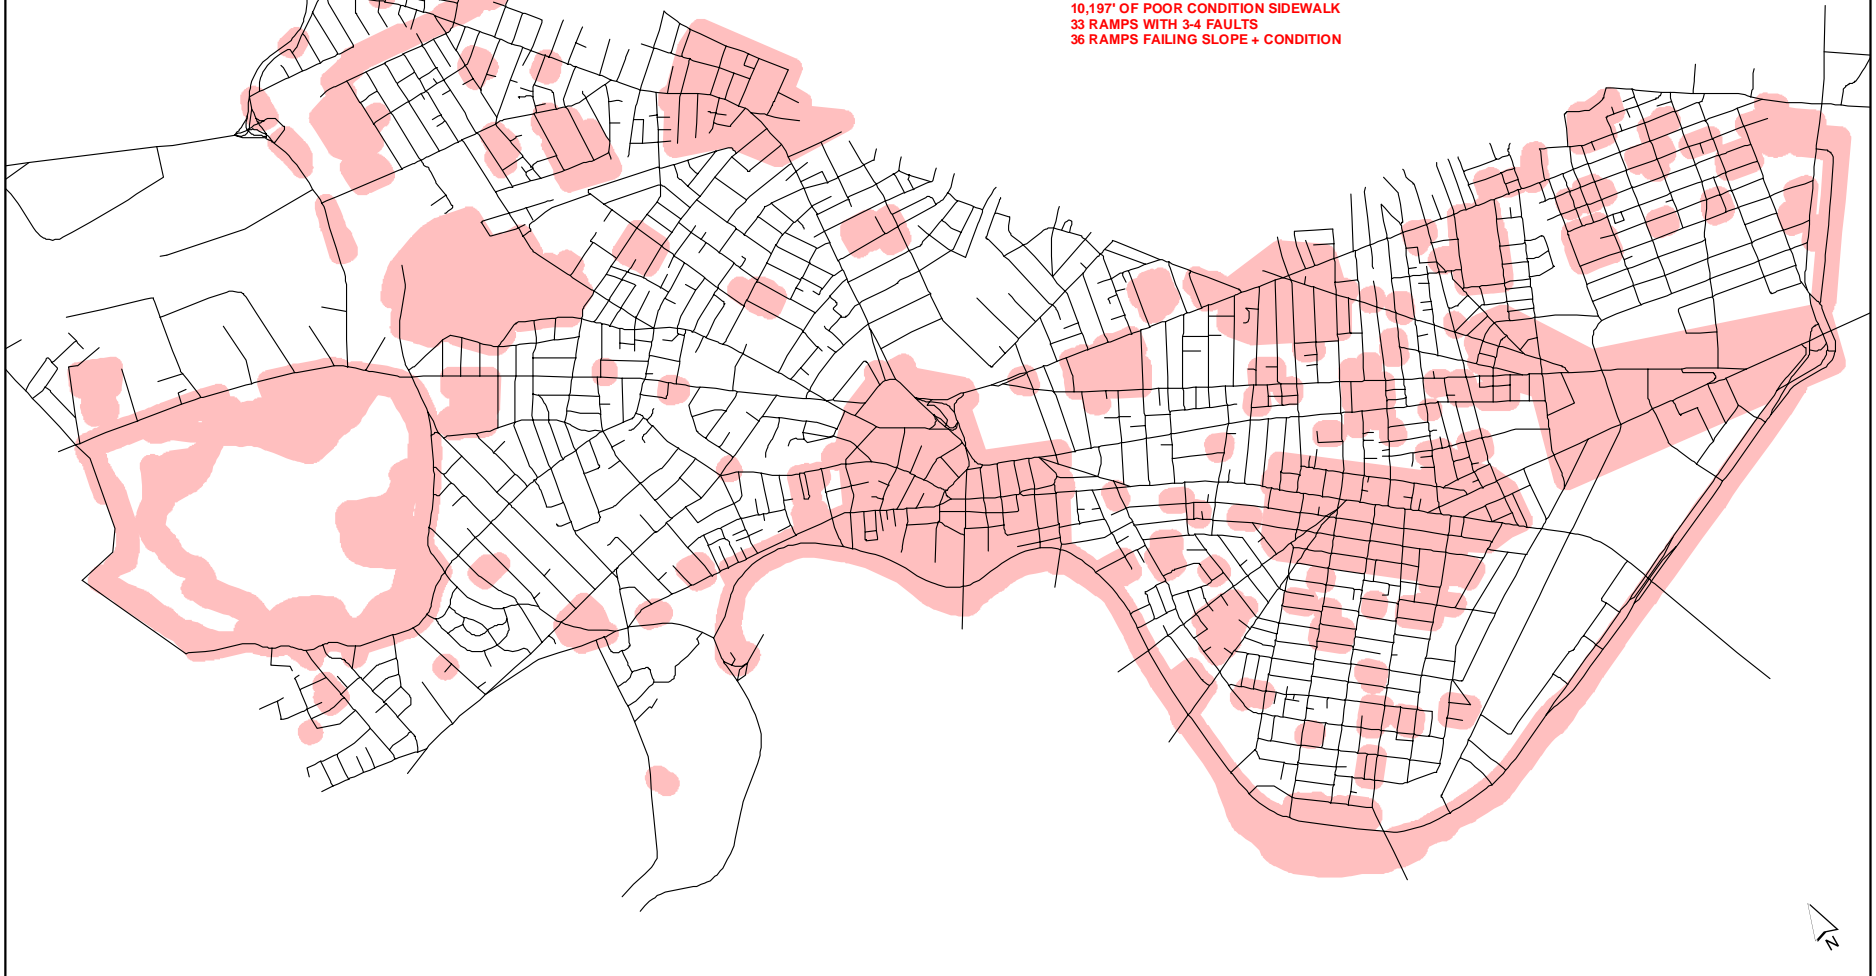 10,197' OF POOR CONDITION SIDEWALK
33 RAMPS WITH 3-4 FAULTS
36 RAMPS FAILING SLOPE + CONDITION
N